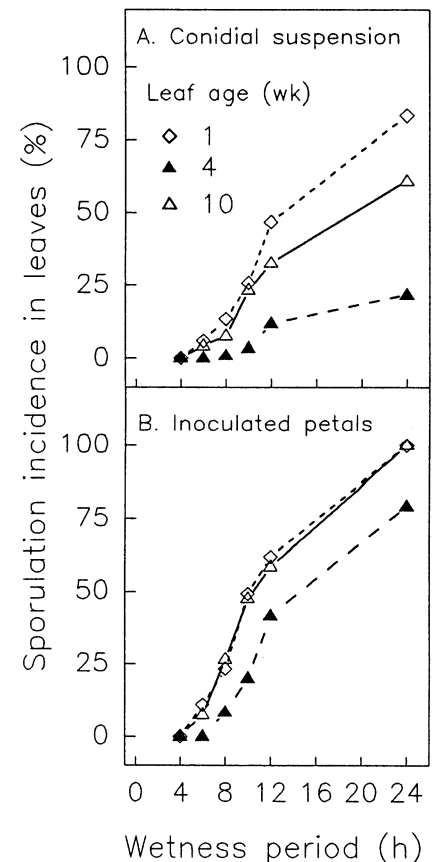 A. Conidial suspension
Leaf age (wk)
1
4
10
100
75
50
25
0
B. Inoculated petals
100
75
50
25
0
0 4 8 12 16 20 24
Wetness period (h)
Sporulation incidence in leaves (%)